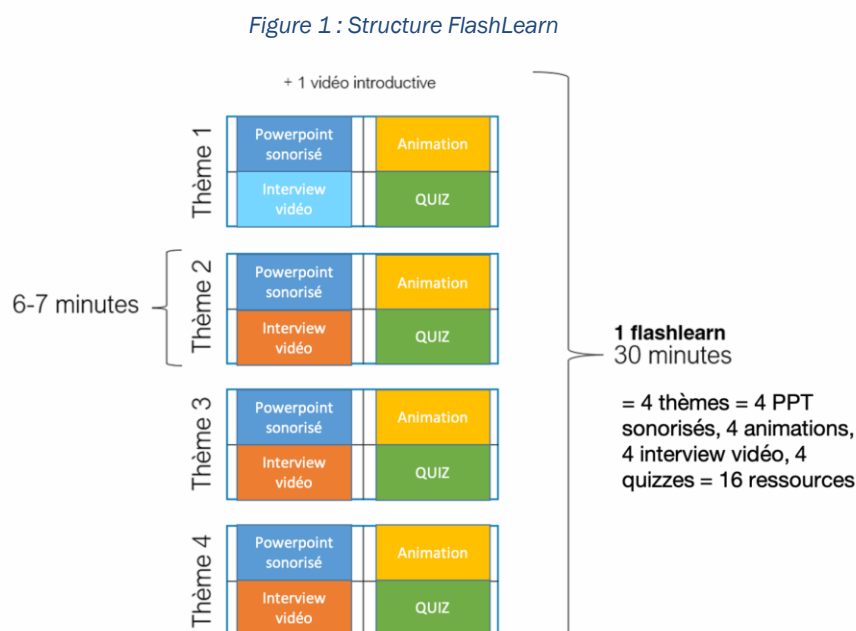 Figure 1 : Structure FlashLearn
+ 1 vidéo introductive
Thème 1
Powerpoint
sonorisé
Animation
Interview
vidéo
QUIZ
6-7 minutes
Thème 2
Powerpoint
sonorisé
Animation
Interview
vidéo
QUIZ
Thème 3
Powerpoint
sonorisé
Animation
Interview
vidéo
QUIZ
Thème 4
Powerpoint
sonorisé
Animation
Interview
vidéo
QUIZ
1 flashlearn
30 minutes
= 4 thèmes = 4 PPT
sonorisés, 4 animations,
4 interview vidéo, 4
quizzes = 16 ressources